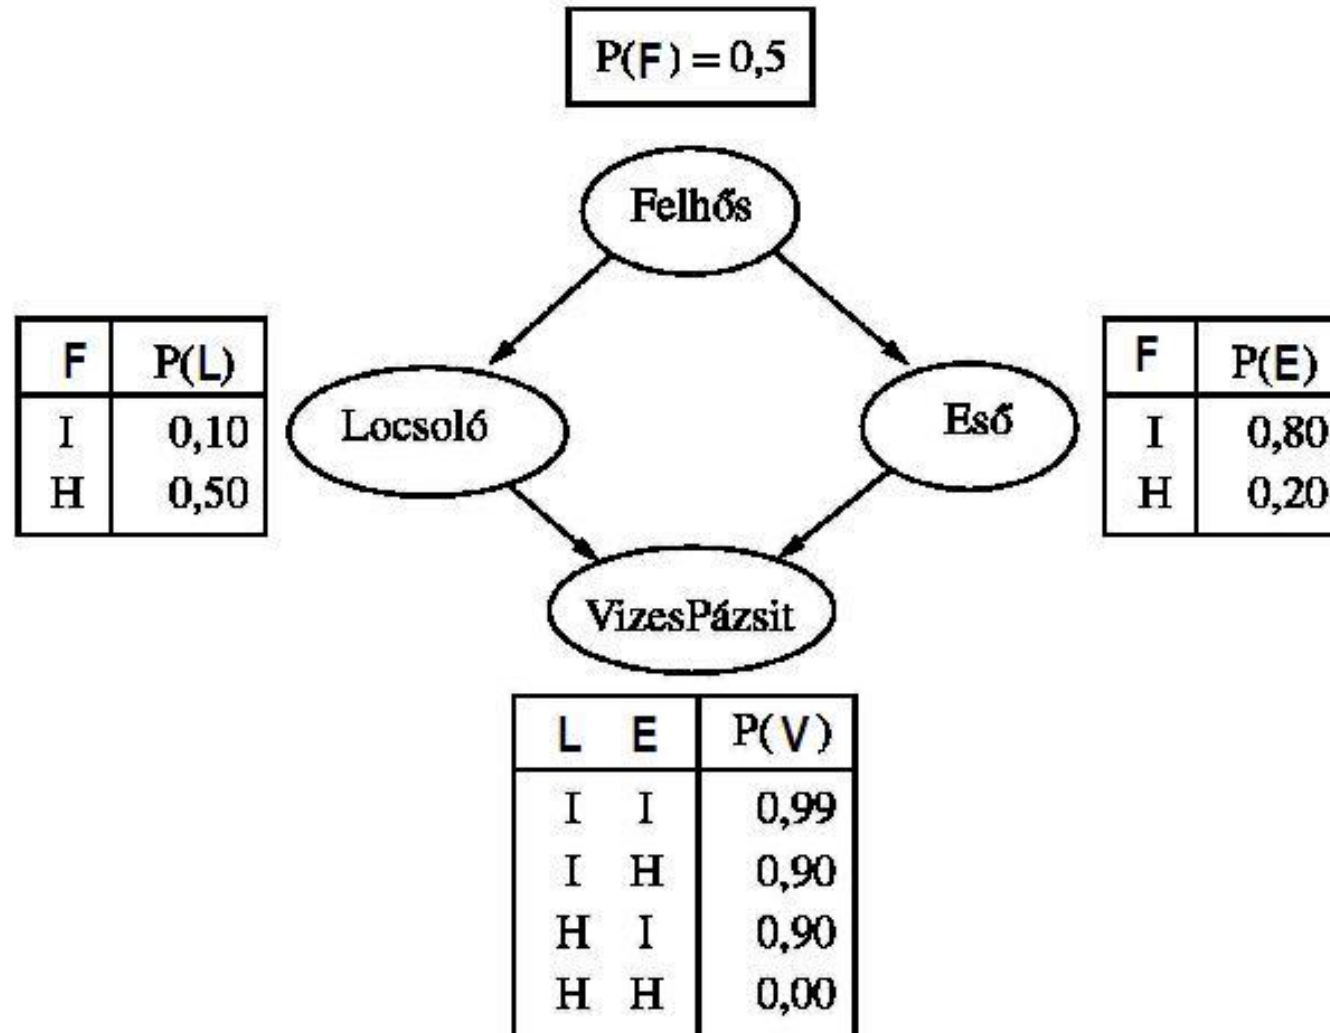 P(F) = 0,5
Felhős
F P(L)
I 0,10
H 0,50
Locsoló
Eső
F P(E)
I 0,80
H 0,20
VizesPázsit
L E P(V)
I I 0,99
I H 0,90
H I 0,90
H H 0,00